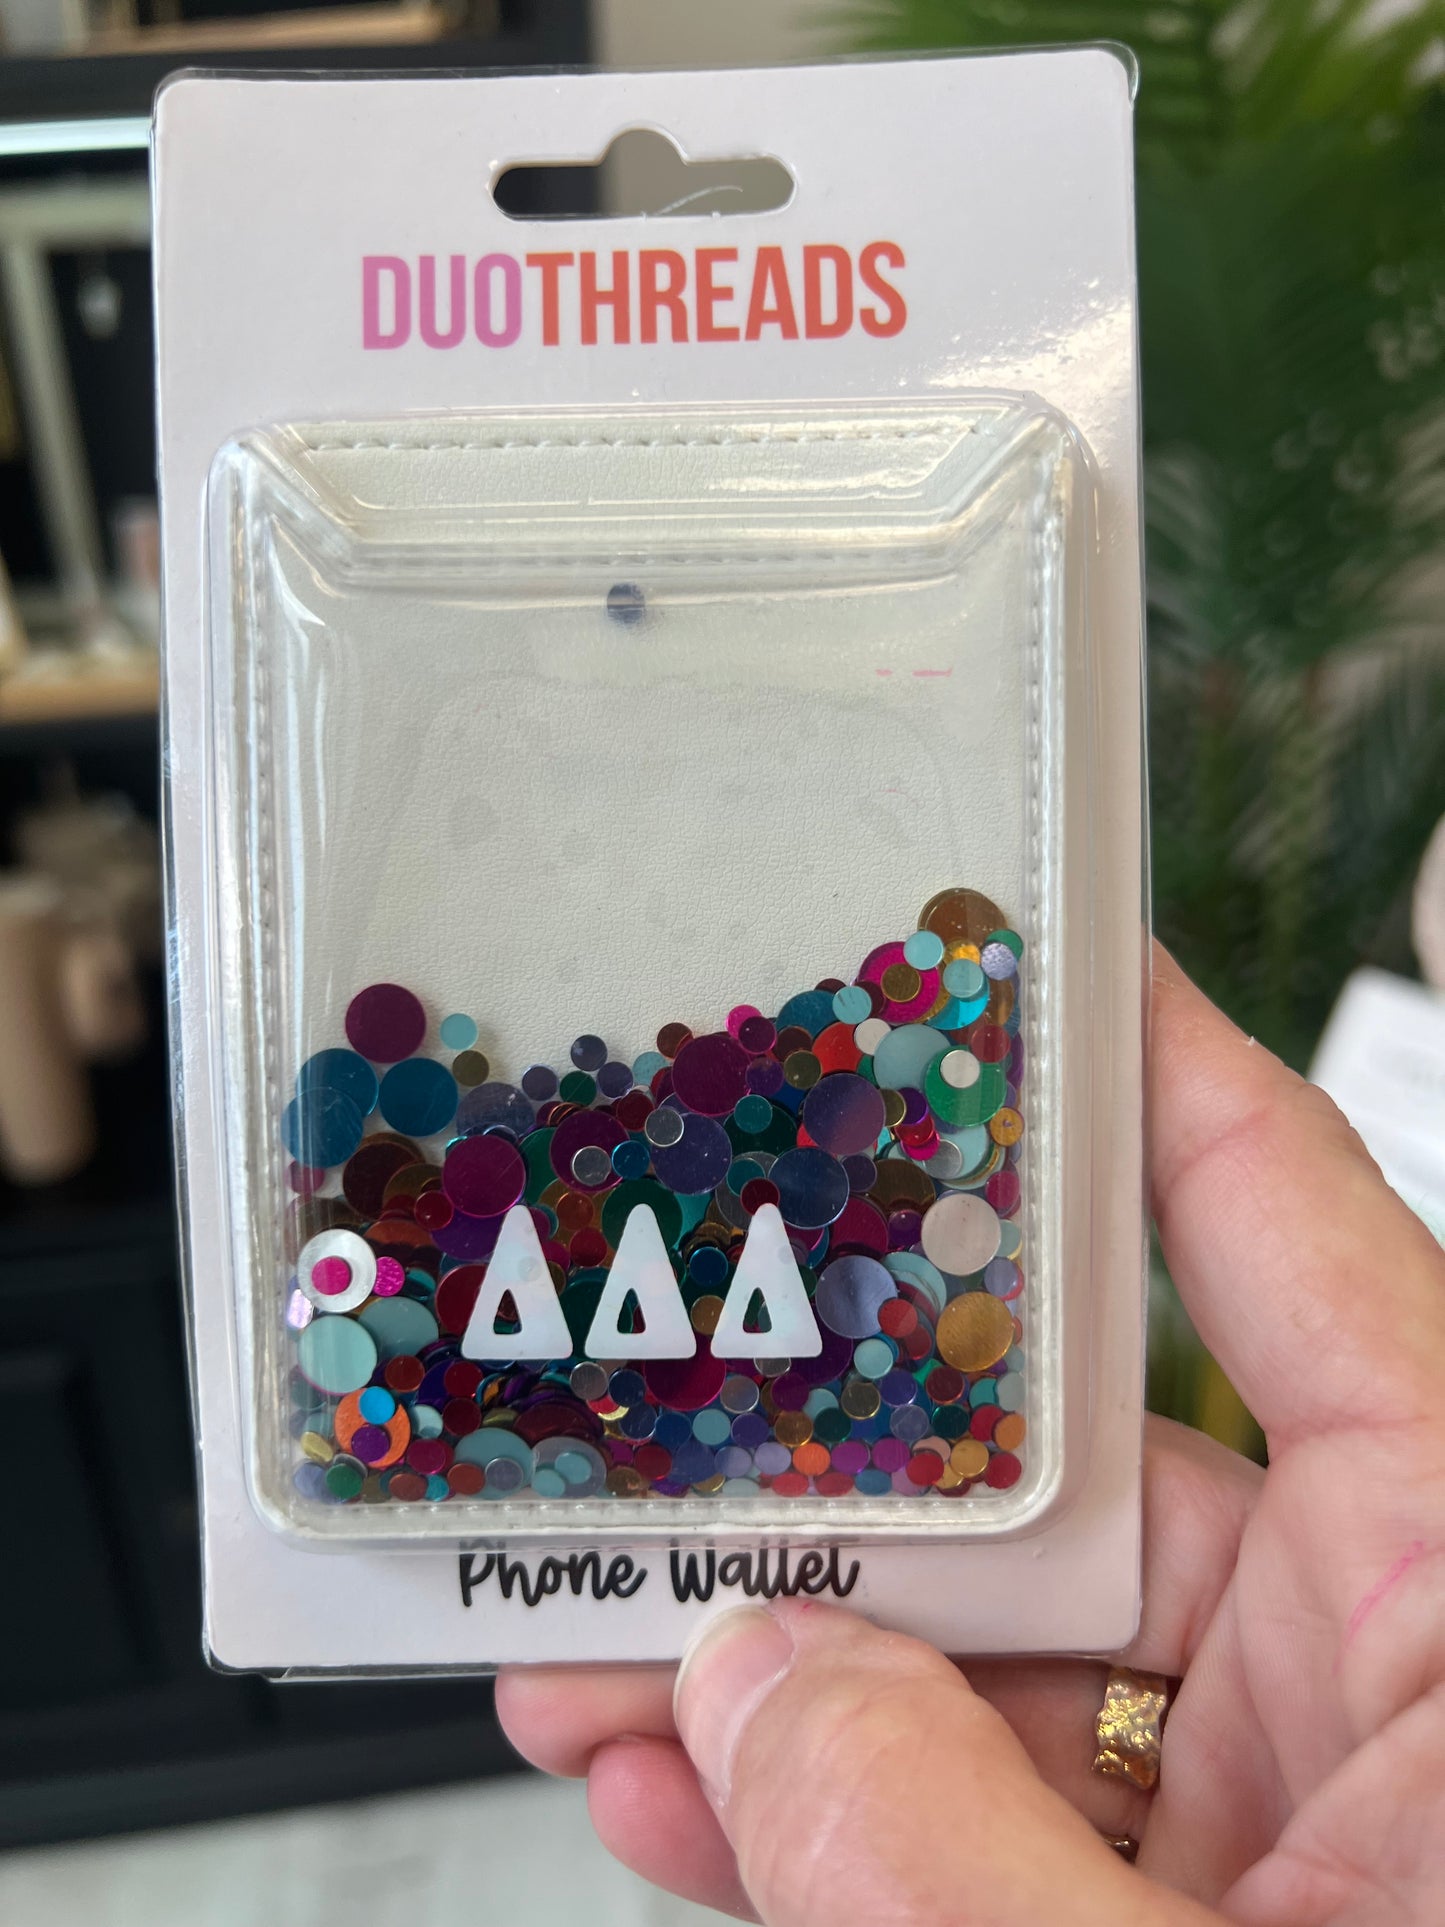 DUOTHREADS
ΔΔΔ
Phone Wallet